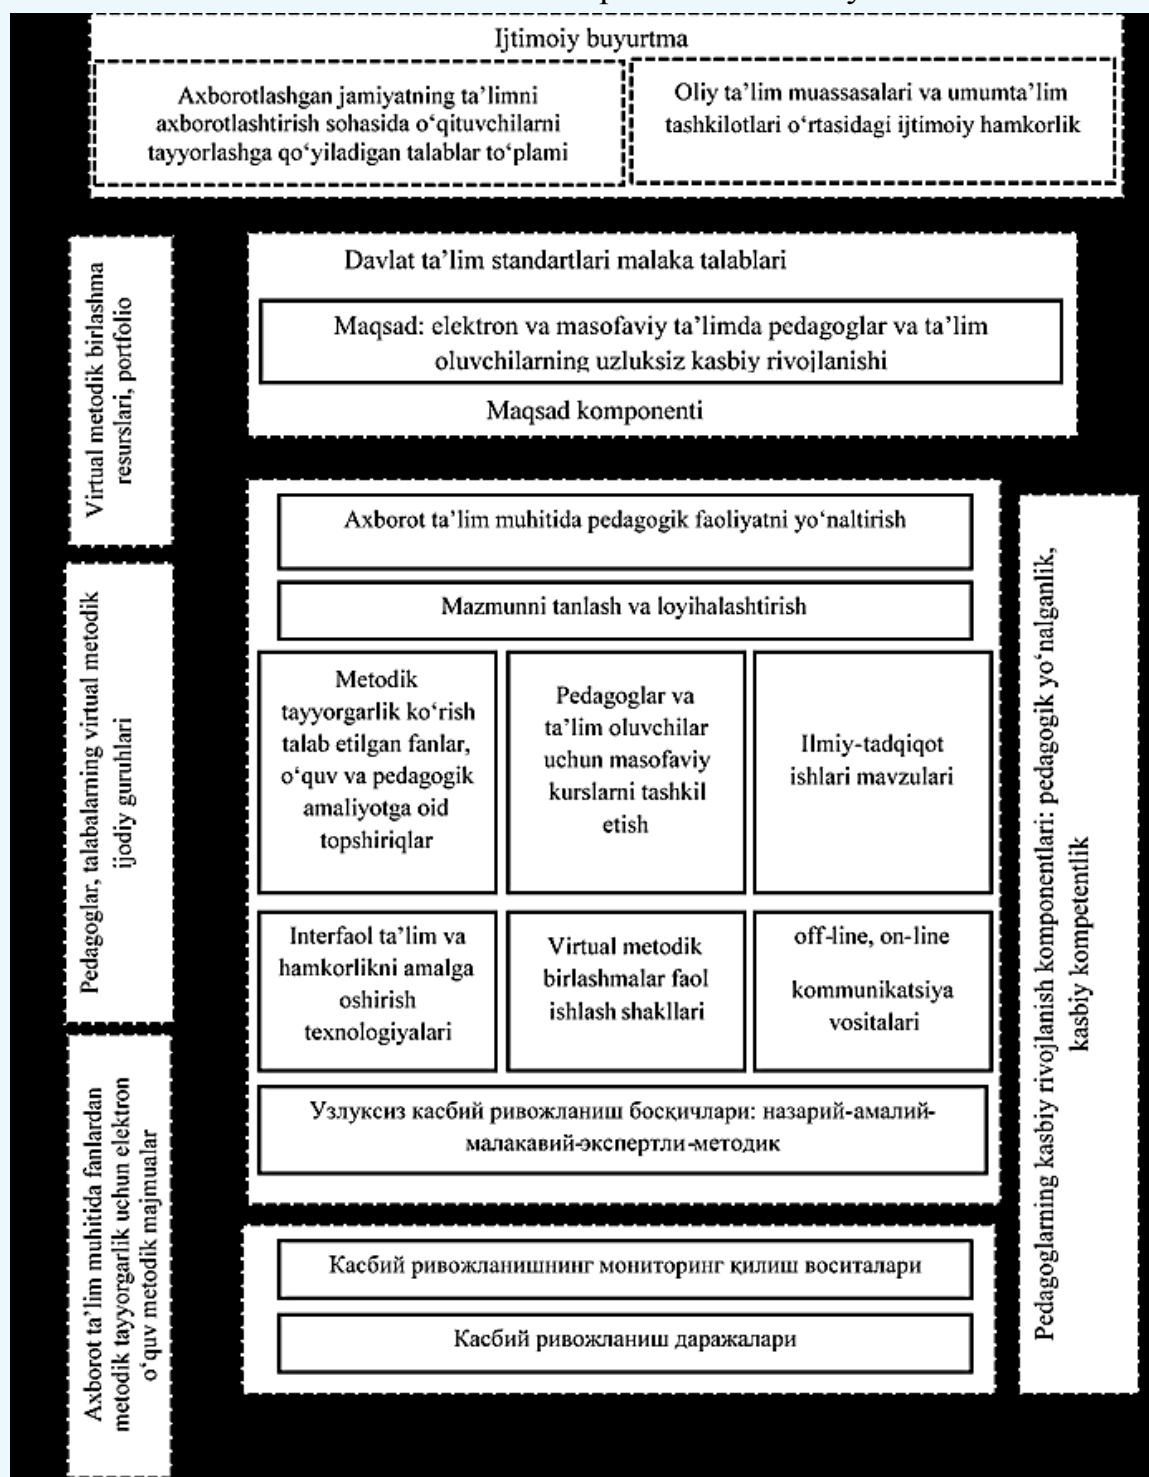 Ijtimoiy buyurtma
Axborotlashgan jamiyatning ta’limni
axborotlashtirish sohasida o‘qituvchilarni
tayyorlashga qo‘yiladigan talablar to‘plami
Oliy ta’lim muassasalari va umumta’lim
tashkilotlari o‘rtasidagi ijtimoiy hamkorlik
Virtual metodik birlashma
resurslari, portfolio
Davlat ta’lim standartlari malaka talablari
Maqsad: elektron va masofaviy ta’limda pedagoglar va ta’lim
oluvchilarning uzluksiz kasbiy rivojlanishi
Maqsad komponenti
Pedagoglar, talabalarning virtual metodik
ijodiy guruhlari
Axborot ta’lim muhitida pedagogik faoliyatni yo‘naltirish
Mazmunni tanlash va loyihalashtirish
Metodik
tayyorgarlik ko‘rish
talab etilgan fanlar,
o‘quv va pedagogik
amaliyotga oid
topshiriqlar
Pedagoglar va
ta’lim oluvchilar
uchun masofaviy
kurslarni tashkil
etish
Ilmiy-tadqiqot
ishlari mavzulari
Interfaol ta’lim va
hamkorlikni amalga
oshirish
texnologiyalari
Virtual metodik
birlashmalar faol
ishlash shakllari
off-line, on-line
kommunikatsiya
vositalari
Узлуксиз касбий ривожланиш босқичлари: назарий-амалий-
малакавий-экспертли-методик
Axborot ta’lim muhitida fanlardan
metodik tayyorgarlik uchun elektron
o‘quv metodik majmualar
Касбий ривожланишнинг мониторинг қилиш воситалари
Касбий ривожланиш даражалари
Pedagoglarning kasbiy rivojlanish komponentlari: pedagogik yo‘nalganlik,
kasbiy kompetentlik